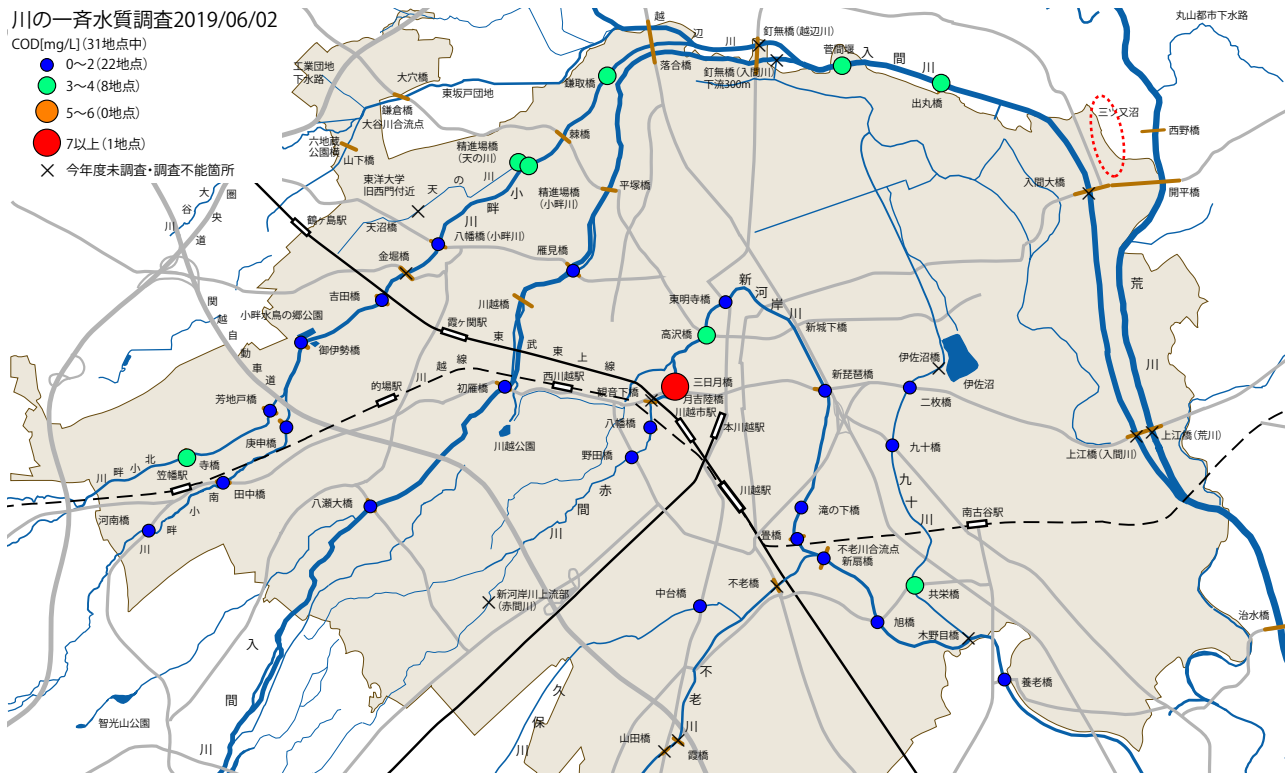 川の一斉水質調査2019/06/02
COD[mg/L](31地点中)
0〜2(22地点)
3〜4(8地点)
5〜6(0地点)
7以上(1地点)
今年度未調査・調査不能箇所
工業団地
下水路
大穴橋
東坂戸団地
鎌倉橋
大谷川合流点
六地蔵
公園橋
山下橋
越
辺
川
落合橋
釘無橋(越辺川)
釘無橋(入間川)
下流300m
菅間堰
入
間
川
出丸橋
丸山都市下水路
三ツ又沼
西野橋
入間大橋
開平橋
鎌取橋
棘橋
精進場橋
(天の川)
精進場橋
(小畔川)
平塚橋
東洋大学
旧西門付近
天
の
川
小
畔
川
天沼橋
八幡橋(小畔川)
雁見橋
金堀橋
吉田橋
川越橋
大
谷
川
圏
央
道
鶴ヶ島駅
関
越
自
動
車
道
小畔水鳥の郷公園
御伊勢橋
霞ヶ関駅
東
武
東
上
線
川
越
線
西川越駅
的場駅
初雁橋
川越公園
芳地戸橋
庚申橋
寺橋
笠幡駅
北
小
畔
川
南
小
畔
川
田中橋
河南橋
八瀬大橋
東明寺橋
新
河
岸
川
高沢橋
新城下橋
三日月橋
月吉陸橋
観音下橋
川越市駅
本川越駅
八幡橋
野田橋
赤
間
川
川越駅
新琵琶橋
伊佐沼橋
伊佐沼
二枚橋
九十橋
九
十
川
荒
川
上江橋(荒川)
上江橋(入間川)
南古谷駅
滝の下橋
畳橋
不老川合流点
新扇橋
不老橋
中台橋
新河岸川上流部
(赤間川)
共栄橋
旭橋
木野目橋
養老橋
治水橋
入
間
川
智光山公園
久
保
川
不
老
川
山田橋
霞橋